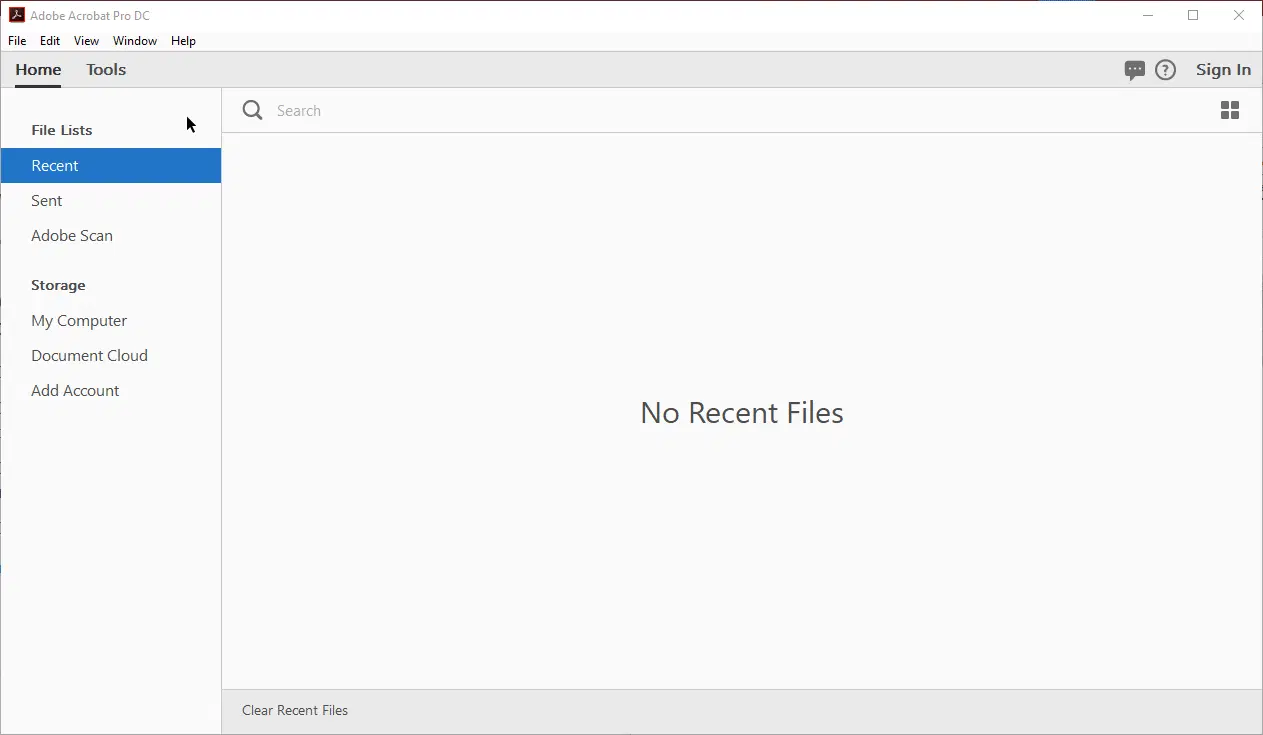 Adobe Acrobat Pro DC
File Edit View Window Help
Home Tools Sign In
Search
File Lists
Recent
Sent
Adobe Scan
Storage
My Computer
Document Cloud
Add Account
No Recent Files
Clear Recent Files